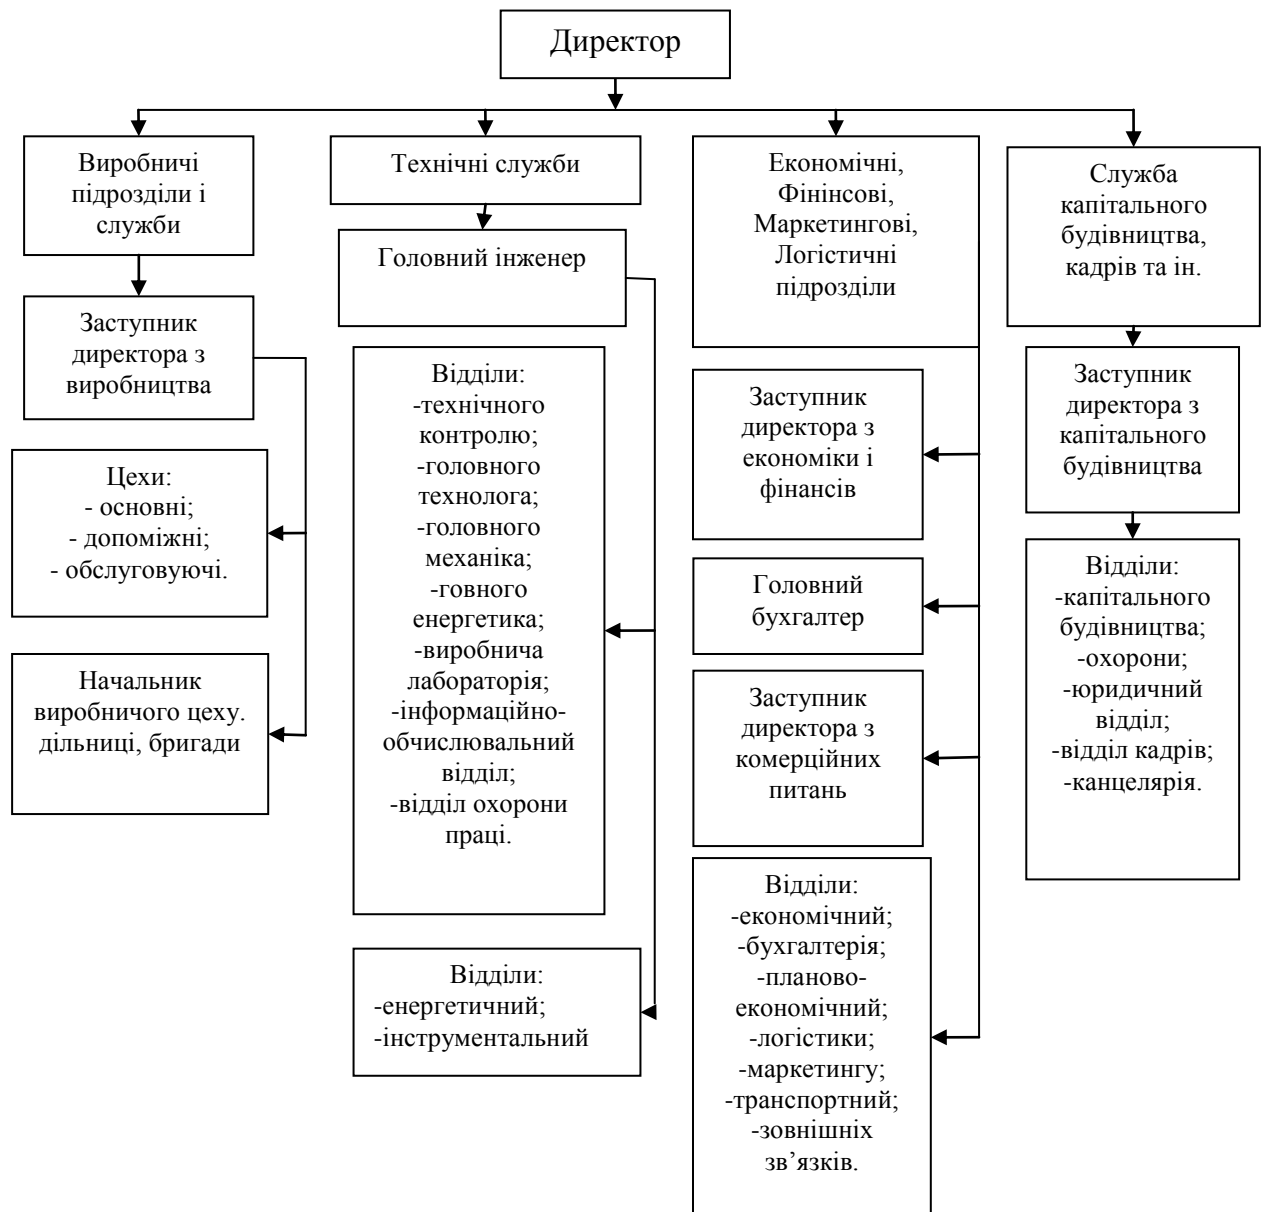 Директор
Виробничі
підрозділи і
служби
Технічні служби
Економічні,
Фінінсові,
Маркетингові,
Логістичні
підрозділи
Служба
капітального
будівництва,
кадрів та ін.
Головний інженер
Заступник
директора з
виробництва
Відділи:
-технічного
контролю;
-головного
технолога;
-головного
механіка;
-говного
енергетика;
-виробнича
лабораторія;
-інформаційно-
обчислювальний
відділ;
-відділ охорони
праці.
Заступник
директора з
економіки і
фінансів
Заступник
директора з
капітального
будівництва
Цехи:
- основні;
- допоміжні;
- обслуговуючі.
Головний
бухгалтер
Відділи:
-капітального
будівництва;
-охорони;
-юридичний
відділ;
-відділ кадрів;
-канцелярія.
Начальник
виробничого цеху.
дільниці, бригади
Заступник
директора з
комерційних
питань
Відділи:
-енергетичний;
-інструментальний
Відділи:
-економічний;
-бухгалтерія;
-планово-
економічний;
-логістики;
-маркетингу;
-транспортний;
-зовнішніх
зв’язків.